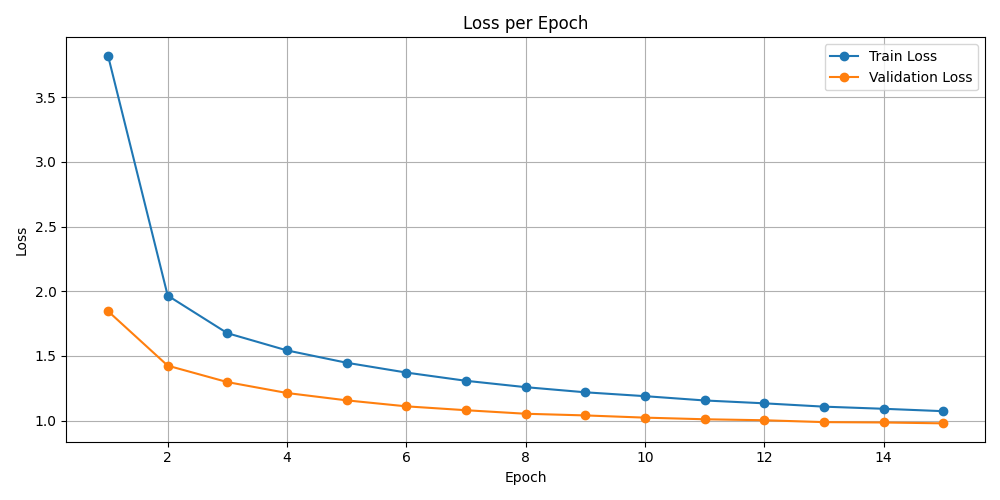 Loss per Epoch
Train Loss
Validation Loss
Loss
3.5
3.0
2.5
2.0
1.5
1.0
2 4 6 8 10 12 14
Epoch